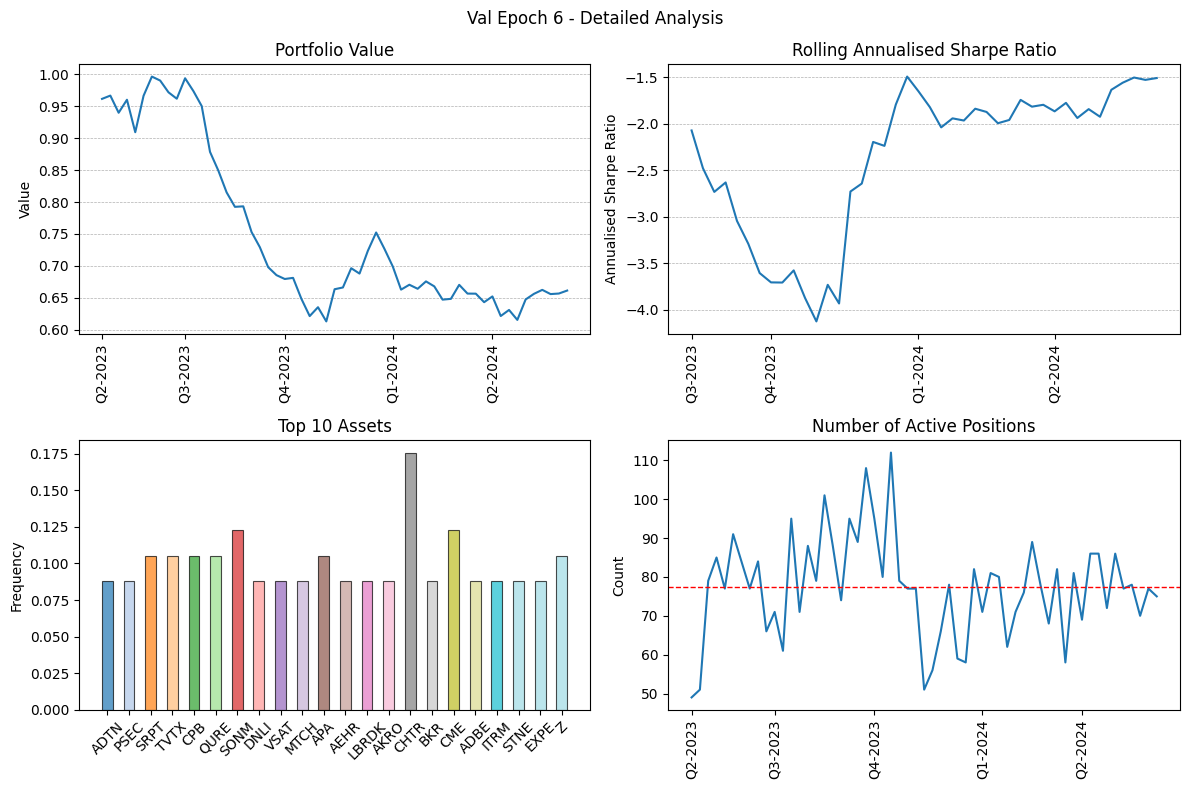 Val Epoch 6 - Detailed Analysis
Portfolio Value
Value
1.00
0.95
0.90
0.85
0.80
0.75
0.70
0.65
0.60
Q2-2023
Q3-2023
Q4-2023
Q1-2024
Q2-2024
Rolling Annualised Sharpe Ratio
Annualised Sharpe Ratio
−1.5
−2.0
−2.5
−3.0
−3.5
−4.0
Q3-2023
Q4-2023
Q1-2024
Q2-2024
Top 10 Assets
Frequency
0.175
0.150
0.125
0.100
0.075
0.050
0.025
0.000
ADTN
PSEC
SRPT
TVTX
CPB
QURE
SONM
DNLI
VSAT
MTCH
APA
AEHR
LBRDK
AKRO
CHTR
BKR
CME
ADBE
ITRM
STNE
EXPE
Z
Number of Active Positions
Count
110
100
90
80
70
60
50
Q2-2023
Q3-2023
Q4-2023
Q1-2024
Q2-2024